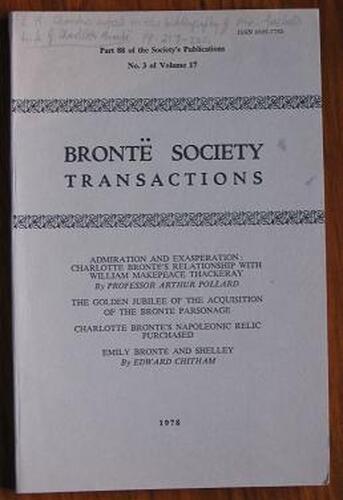 ISSN 0309-7765
Part 88 of the Society's Publications
No. 3 of Volume 17
BRONTË SOCIETY
TRANSACTIONS
ADMIRATION AND EXASPERATION:
CHARLOTTE BRONTË'S RELATIONSHIP WITH
WILLIAM MAKEPEACE THACKERAY
By PROFESSOR ARTHUR POLLARD
THE GOLDEN JUBILEE OF THE ACQUISITION
OF THE BRONTË PARSONAGE
CHARLOTTE BRONTË'S NAPOLEONIC RELIC
PURCHASED
EMILY BRONTË AND SHELLEY
By EDWARD CHITHAM
1978